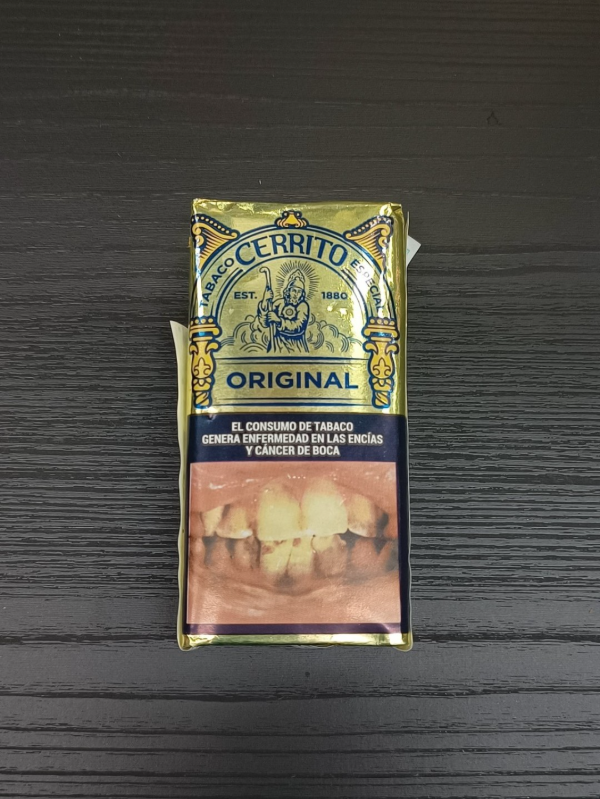 TABACO CERRITO ESPECIAL
EST. 1880
ORIGINAL
EL CONSUMO DE TABACO
GENERA ENFERMEDAD EN LAS ENCÍAS
Y CÁNCER DE BOCA